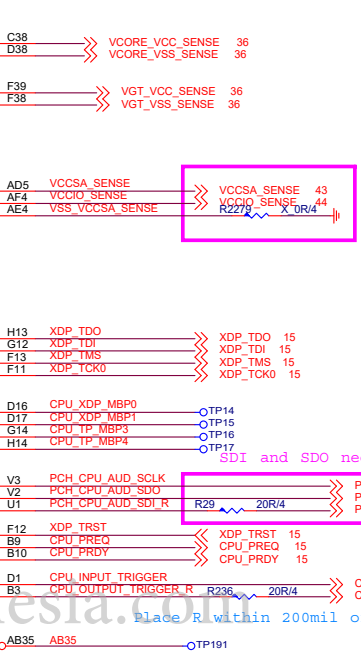 C38 VCORE_VCC_SENSE 36
D38 VCORE_VSS_SENSE 36
F39 VGT_VCC_SENSE 36
F38 VGT_VSS_SENSE 36
AD5 VCCSA_SENSE VCCSA_SENSE 43
AF4 VCCIO_SENSE VCCIO_SENSE 44
AE4 VSS_VCCSA_SENSE R2279 X_0R/4
H13 XDP_TDO XDP_TDO 15
G12 XDP_TDI XDP_TDI 15
F13 XDP_TMS XDP_TMS 15
F11 XDP_TCK0 XDP_TCK0 15
D16 CPU_XDP_MBP0 TP14
D17 CPU_XDP_MBP1 TP15
G14 CPU_TP_MBP3 TP16
H14 CPU_TP_MBP4 TP17
SDI and SDO ne
V3 PCH_CPU_AUD_SCLK P
V2 PCH_CPU_AUD_SDO P
U1 PCH_CPU_AUD_SDI_R R29 20R/4 P
F12 XDP_TRST XDP_TRST 15
B9 CPU_PREQ CPU_PREQ 15
B10 CPU_PRDY CPU_PRDY 15
D1 CPU_INPUT_TRIGGER C
B3 CPU_OUTPUT_TRIGGER_R R236 20R/4 C
nesia.com
Place R within 200mil o
AB35 AB35 TP191